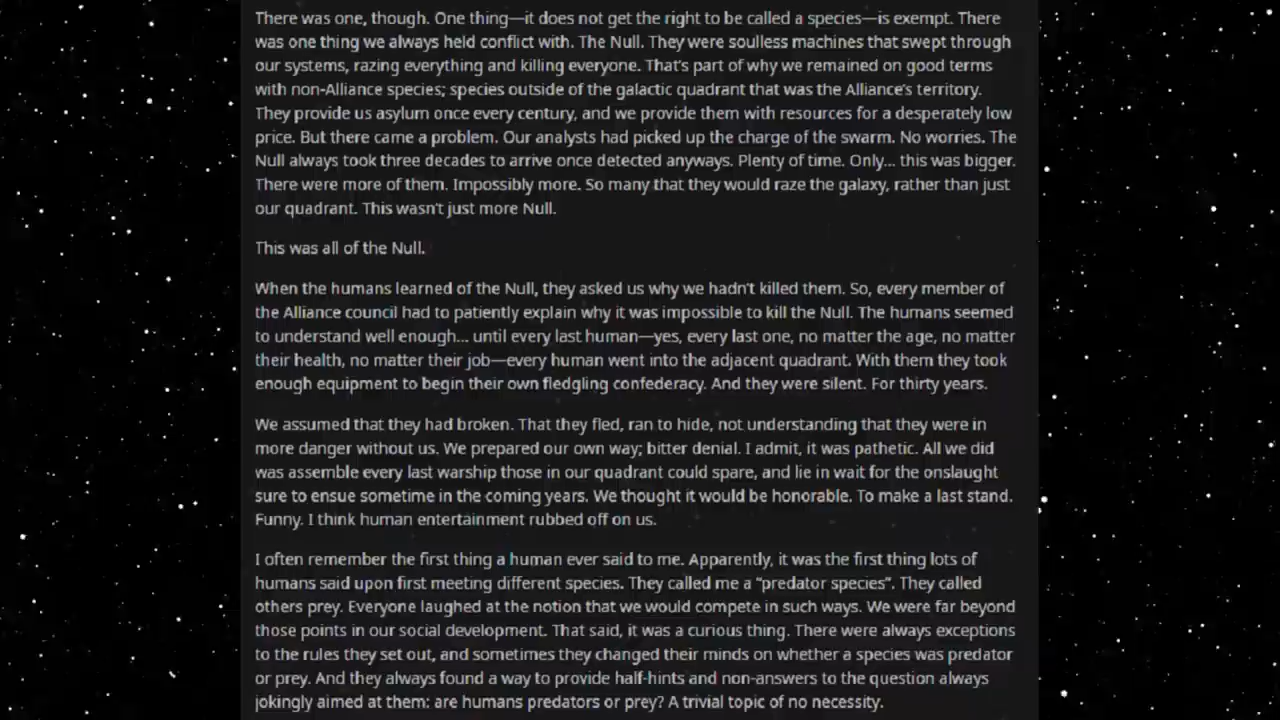 There was one, though. One thing—it does not get the right to be called a species—is exempt. There
was one thing we always held conflict with. The Null. They were soulless machines that swept through
our systems, razing everything and killing everyone. That's part of why we remained on good terms
with non-Alliance species; species outside of the galactic quadrant that was the Alliance's territory.
They provide us asylum once every century, and we provide them with resources for a desperately low
price. But there came a problem. Our analysts had picked up the charge of the swarm. No worries. The
Null always took three decades to arrive once detected anyways. Plenty of time. Only... this was bigger.
There were more of them. Impossibly more. So many that they would raze the galaxy, rather than just
our quadrant. This wasn't just more Null.
This was all of the Null.
When the humans learned of the Null, they asked us why we hadn't killed them. So, every member of
the Alliance council had to patiently explain why it was impossible to kill the Null. The humans seemed
to understand well enough... until every last human—yes, every last one, no matter the age, no matter
their health, no matter their job—every human went into the adjacent quadrant. With them they took
enough equipment to begin their own fledgling confederacy. And they were silent. For thirty years.
We assumed that they had broken. That they fled, ran to hide, not understanding that they were in
more danger without us. We prepared our own way; bitter denial. I admit, it was pathetic. All we did
was assemble every last warship those in our quadrant could spare, and lie in wait for the onslaught
sure to ensue sometime in the coming years. We thought it would be honorable. To make a last stand.
Funny. I think human entertainment rubbed off on us.
I often remember the first thing a human ever said to me. Apparently, it was the first thing lots of
humans said upon first meeting different species. They called me a “predator species”. They called
others prey. Everyone laughed at the notion that we would compete in such ways. We were far beyond
those points in our social development. That said, it was a curious thing. There were always exceptions
to the rules they set out, and sometimes they changed their minds on whether a species was predator
or prey. And they always found a way to provide half-hints and non-answers to the question always
jokingly aimed at them: are humans predators or prey? A trivial topic of no necessity.